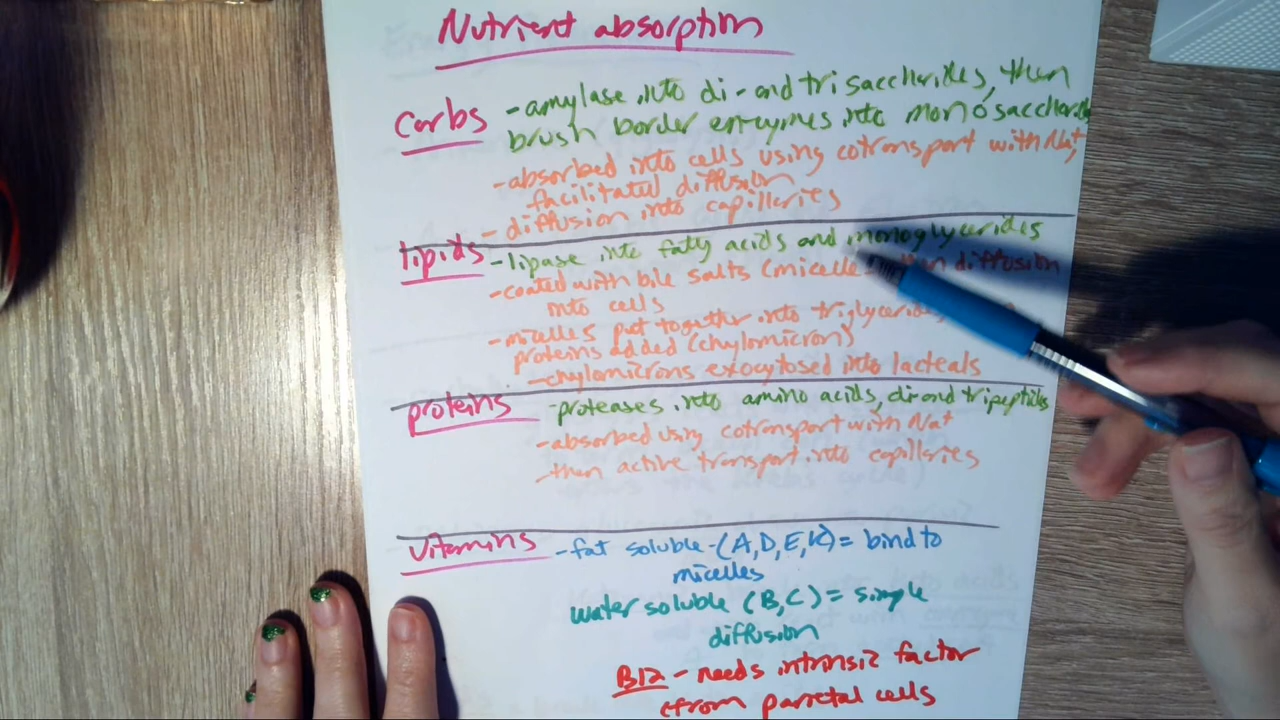 Nutrient absorption
Carbs - amylase into di- and trisaccharides, then
brush border enzymes into monosaccharides
- absorbed into cells using cotransport with Na+,
facilitated diffusion
- diffusion into capillaries
lipids - lipase into fatty acids and monoglycerides
- coated with bile salts (micelle diffusion
into cells
- micelles put together into triglycerides
proteins added (chylomicron)
- chylomicrons exocytosed into lacteals
proteins - proteases into amino acids, di and tripeptides
- absorbed using cotransport with Na+
- then active transport into capillaries
vitamins - fat soluble - (A,D,E,K) = bind to
micelles
water soluble (B,C) = simple
diffusion
B12 - needs intrinsic factor
(from parietal cells